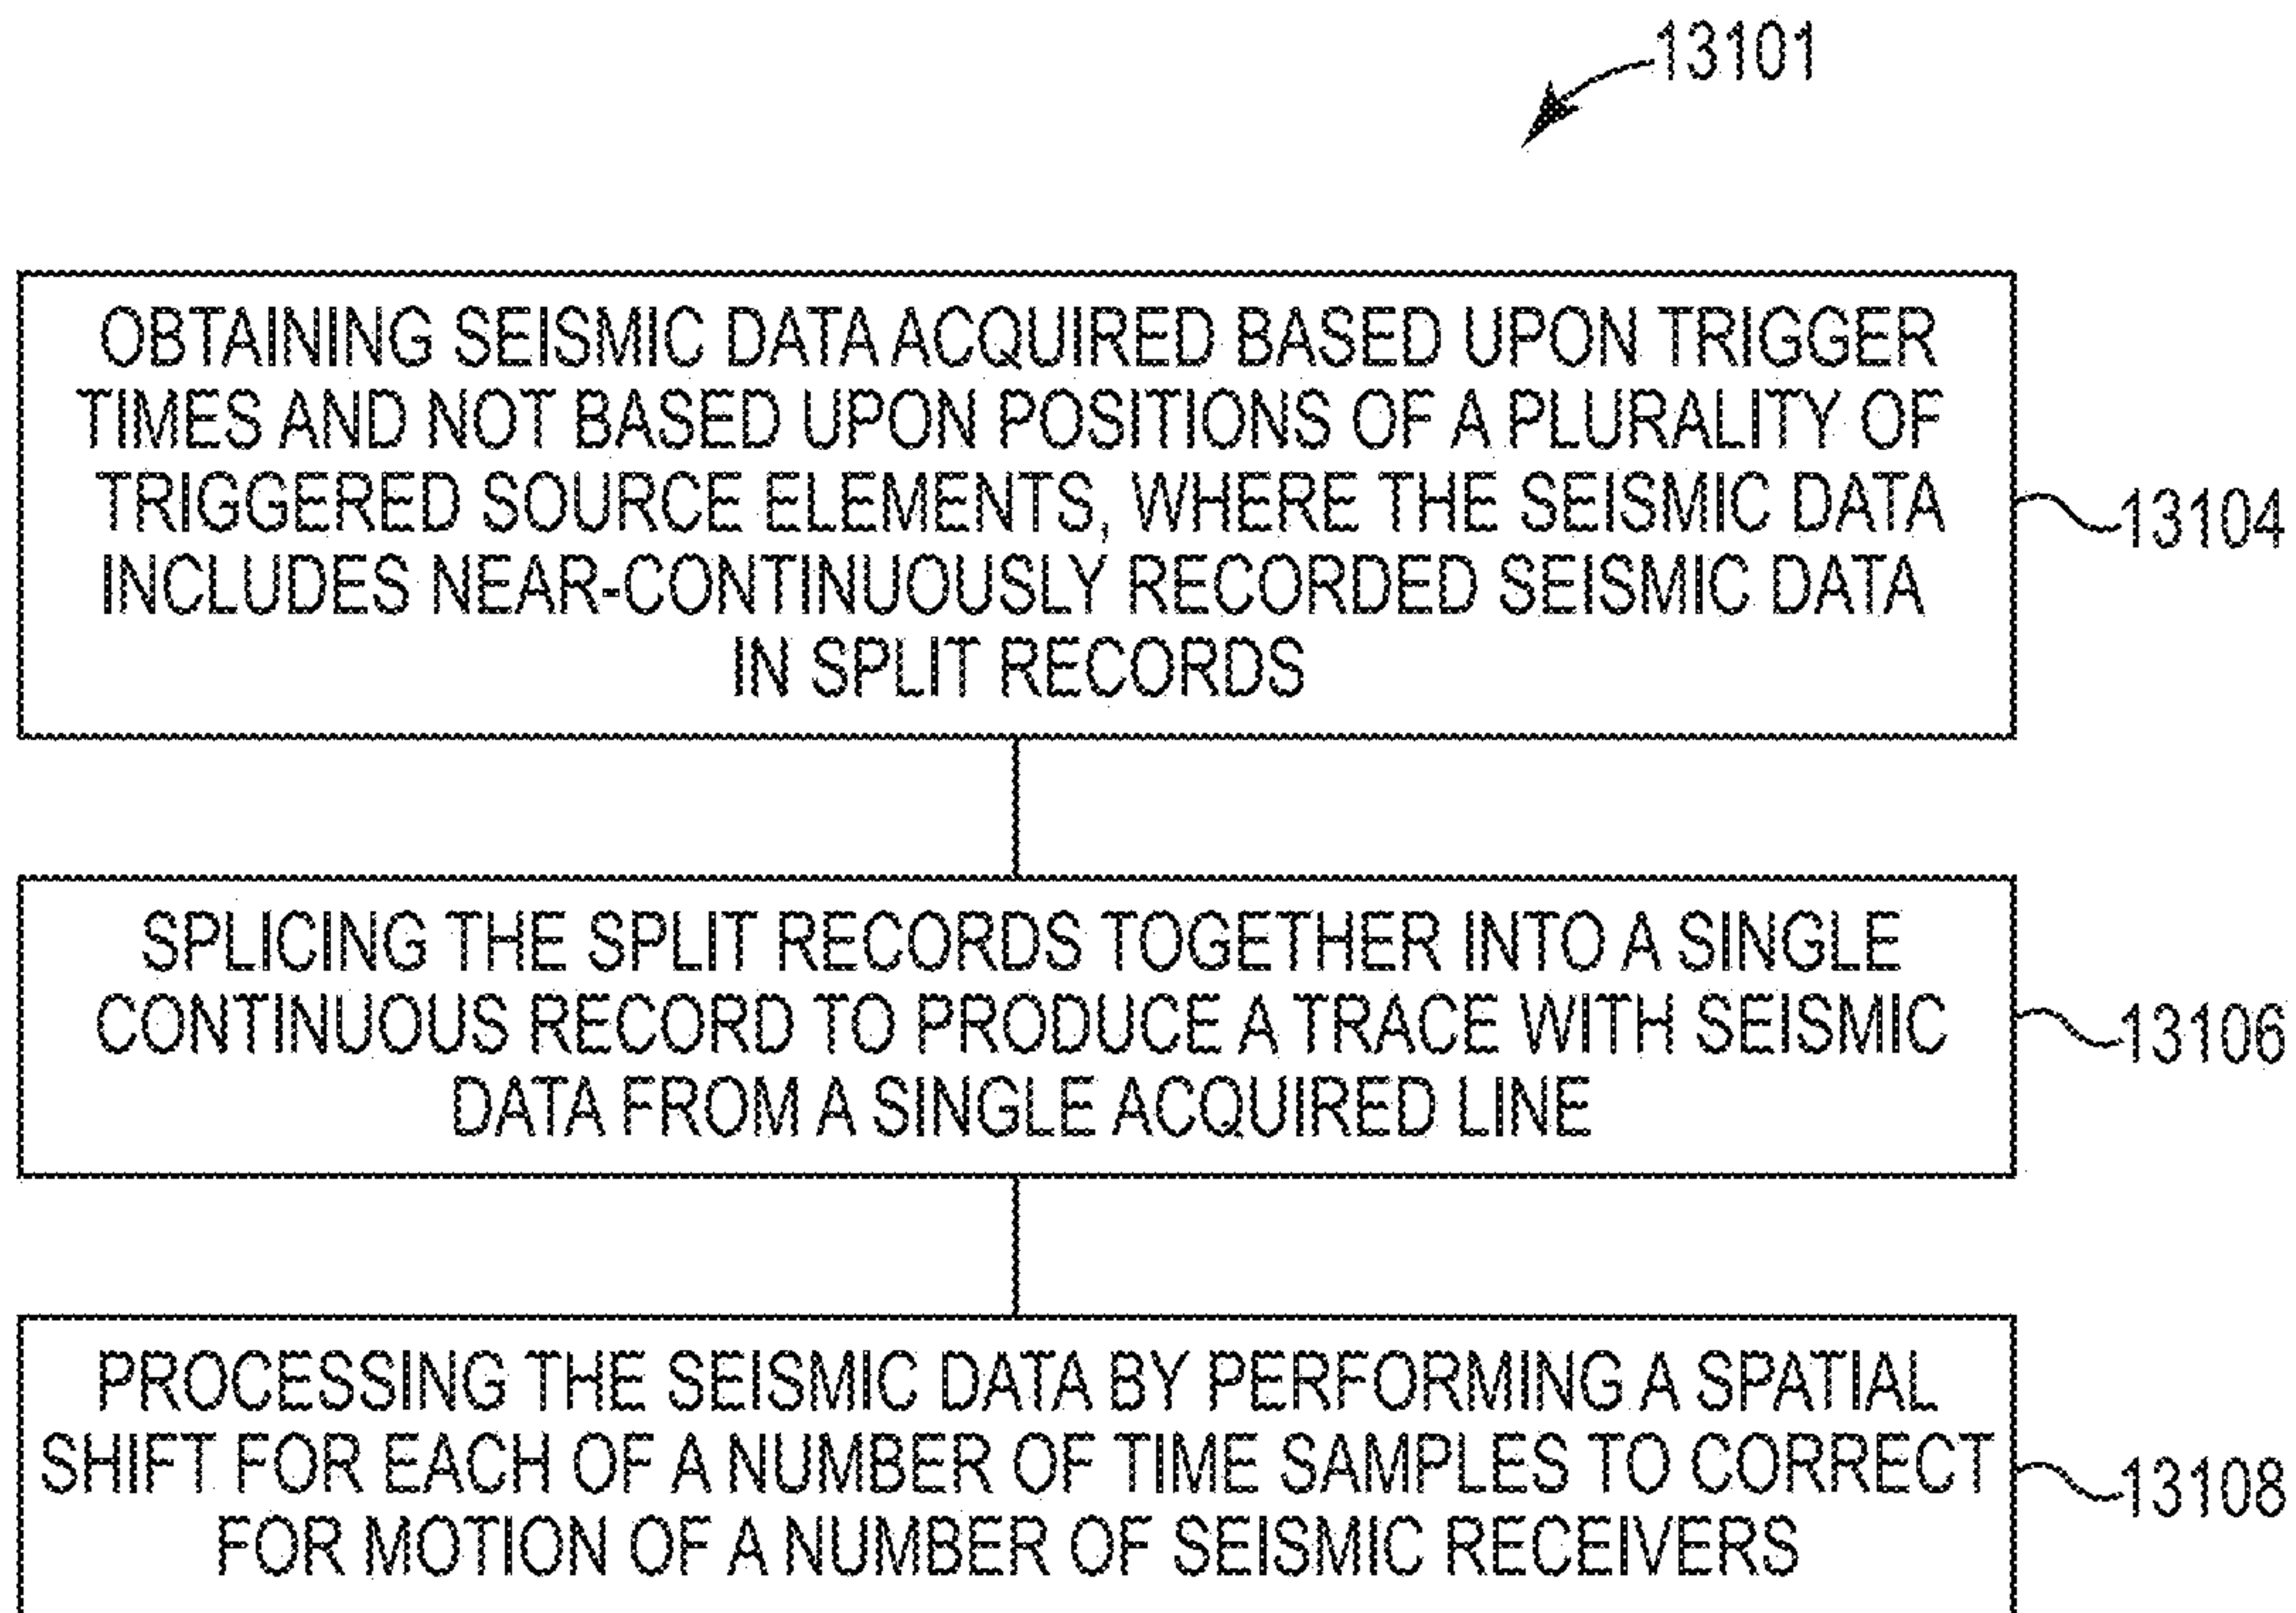 13101
OBTAINING SEISMIC DATA ACQUIRED BASED UPON TRIGGER
TIMES AND NOT BASED UPON POSITIONS OF A PLURALITY OF
TRIGGERED SOURCE ELEMENTS, WHERE THE SEISMIC DATA
INCLUDES NEAR-CONTINUOUSLY RECORDED SEISMIC DATA
IN SPLIT RECORDS
13104
SPLICING THE SPLIT RECORDS TOGETHER INTO A SINGLE
CONTINUOUS RECORD TO PRODUCE A TRACE WITH SEISMIC
DATA FROM A SINGLE ACQUIRED LINE
13106
PROCESSING THE SEISMIC DATA BY PERFORMING A SPATIAL
SHIFT FOR EACH OF A NUMBER OF TIME SAMPLES TO CORRECT
FOR MOTION OF A NUMBER OF SEISMIC RECEIVERS
13108